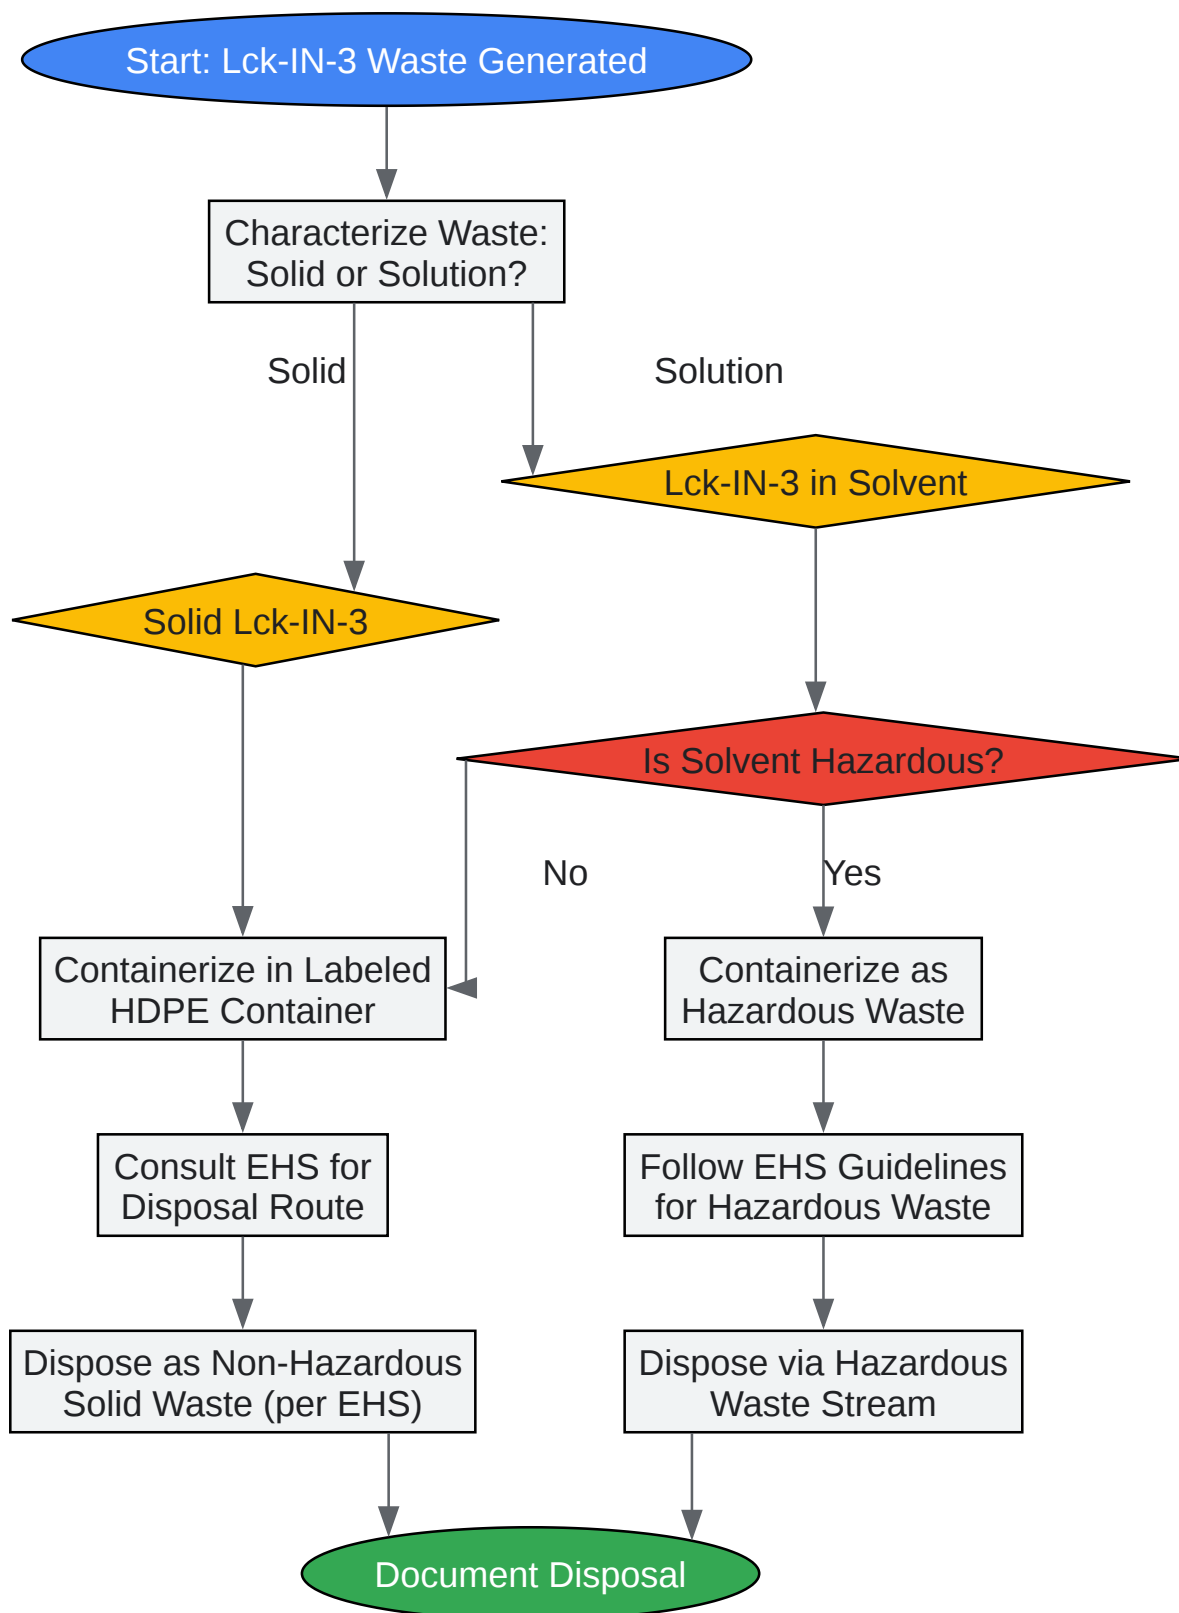 Start: Lck-IN-3 Waste Generated
Characterize Waste:
Solid or Solution?
Solid
Solution
Lck-IN-3 in Solvent
Solid Lck-IN-3
Is Solvent Hazardous?
No
Yes
Containerize in Labeled
HDPE Container
Containerize as
Hazardous Waste
Consult EHS for
Disposal Route
Follow EHS Guidelines
for Hazardous Waste
Dispose as Non-Hazardous
Solid Waste (per EHS)
Dispose via Hazardous
Waste Stream
Document Disposal